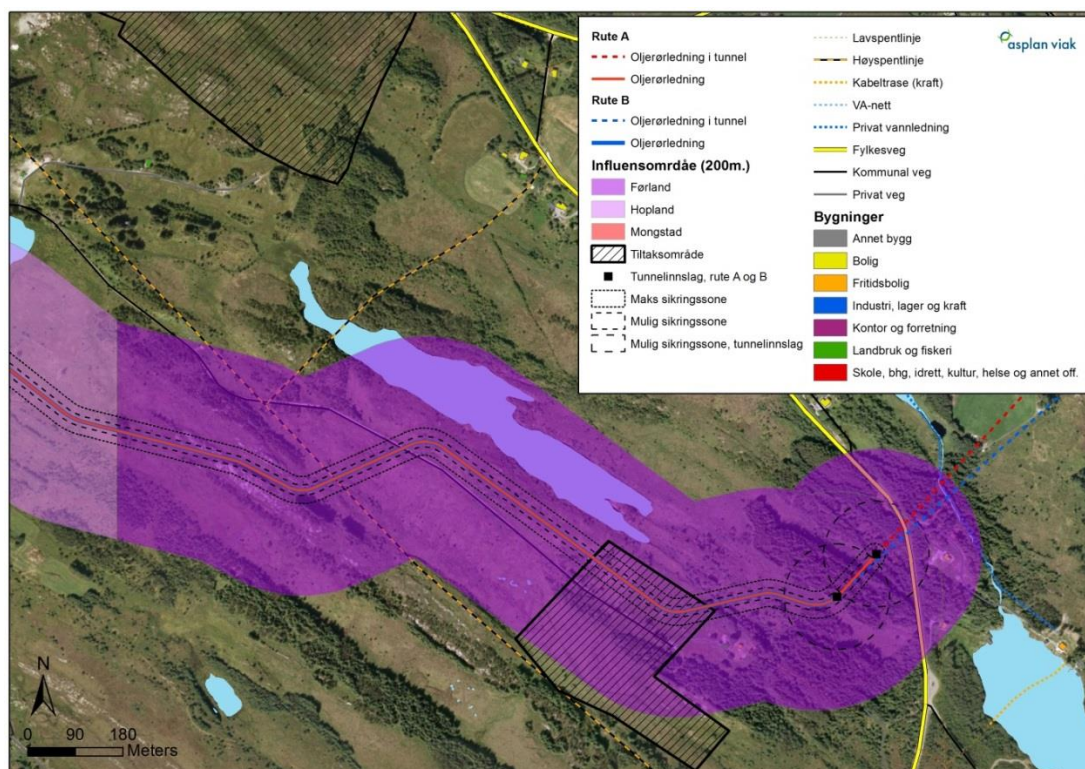 Rute A
Oljerørledning i tunnel
Oljerørledning
Rute B
Oljerørledning i tunnel
Oljerørledning
Influensområde (200m.)
Førland
Hopland
Mongstad
Tiltaksområde
Tunnelinnslag, rute A og B
Maks sikringssone
Mulig sikringssone
Mulig sikringssone, tunnelinnslag
Lavspentlinje
Høyspentlinje
Kabeltrase (kraft)
VA-nett
Privat vannledning
Fylkesveg
Kommunal veg
Privat veg
Bygninger
Annet bygg
Bolig
Fritidsbolig
Industri, lager og kraft
Kontor og forretning
Landbruk og fiskeri
Skole, bhg, idrett, kultur, helse og annet off.
asplan viak
N
0 90 180
Meters